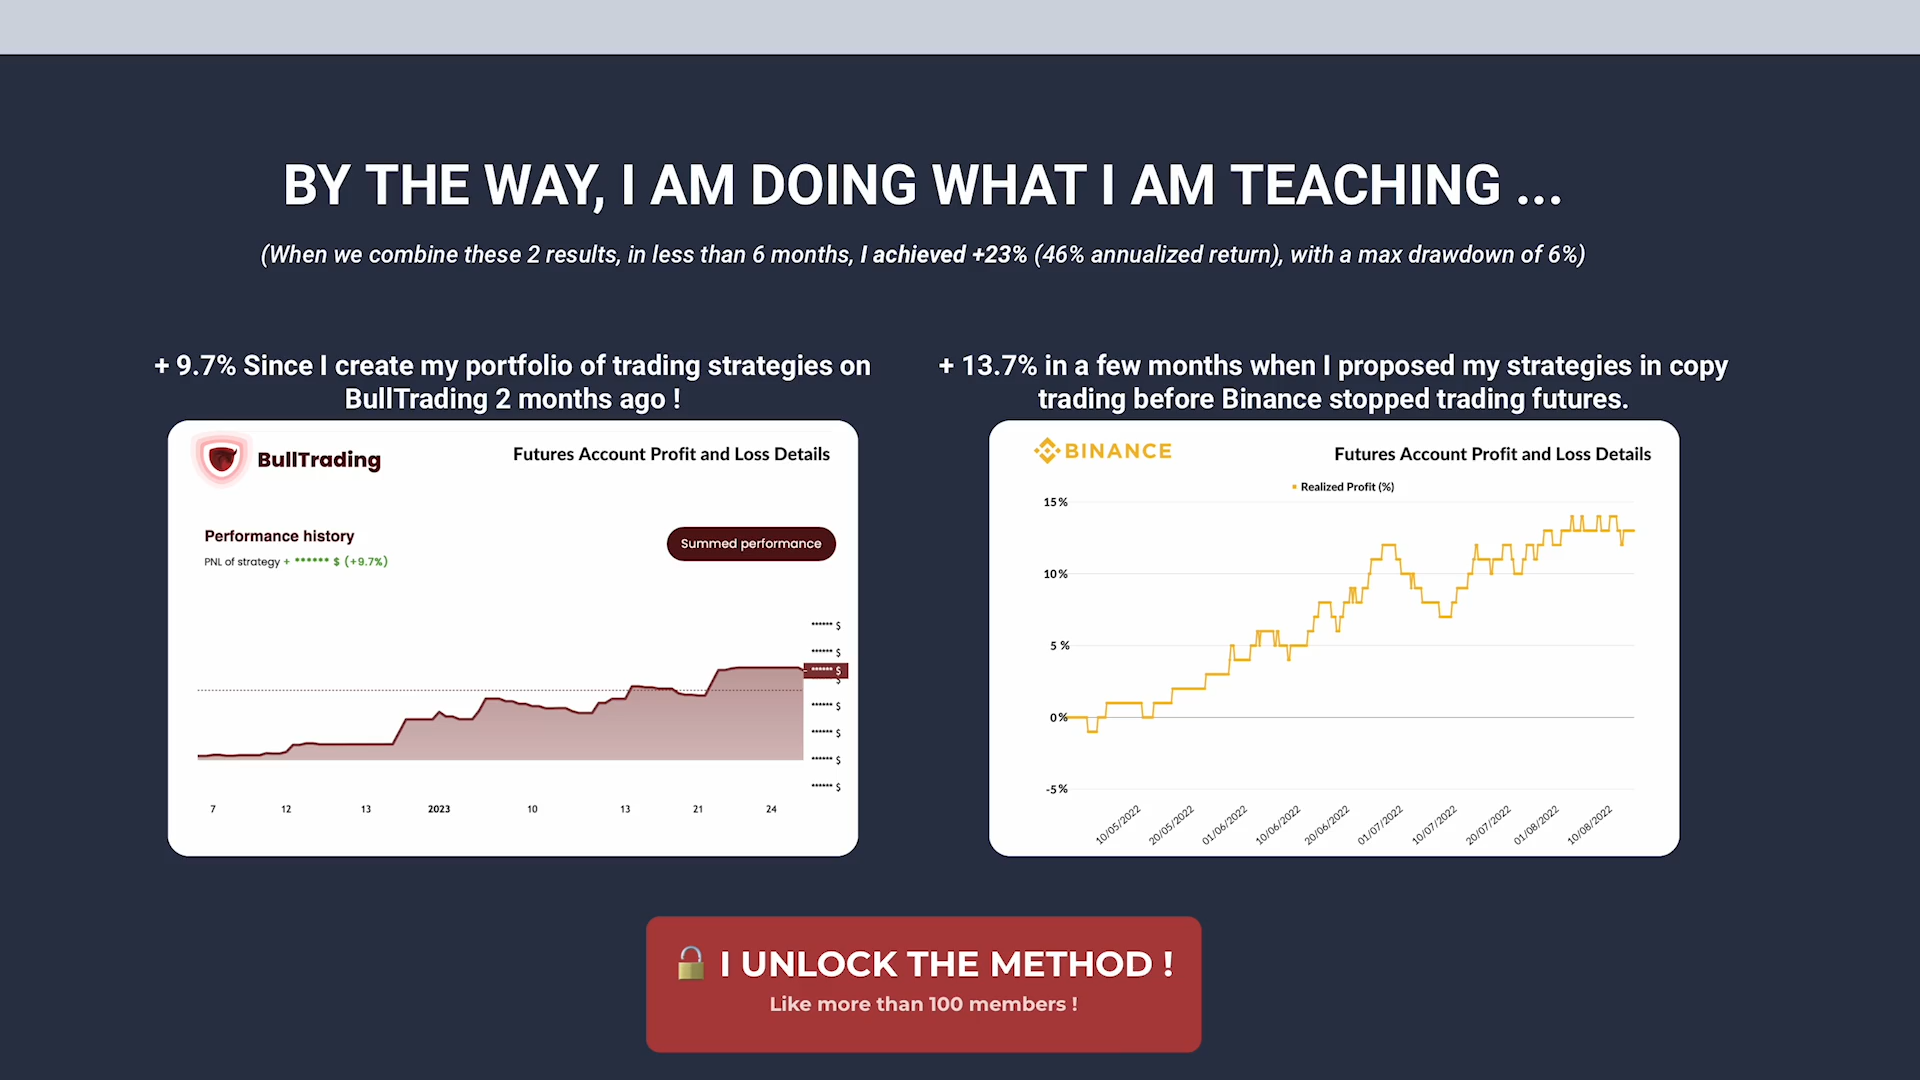 BY THE WAY, I AM DOING WHAT I AM TEACHING ...
(When we combine these 2 results, in less than 6 months, I achieved +23% (46% annualized return), with a max drawdown of 6%)
+ 9.7% Since I create my portfolio of trading strategies on
BullTrading 2 months ago !
BullTrading
Futures Account Profit and Loss Details
Performance history
PNL of strategy + ****** $ (+9.7%)
Summed performance
****** $
****** $
****** $
$
****** $
****** $
****** $
****** $
7 12 13 2023 10 13 21 24
+ 13.7% in a few months when I proposed my strategies in copy
trading before Binance stopped trading futures.
BINANCE
Futures Account Profit and Loss Details
Realized Profit (%)
15%
10%
5 %
0%
-5%
10/05/2022 20/05/2022 01/06/2022 10/06/2022 20/06/2022 01/07/2022 10/07/2022 20/07/2022 01/08/2022 10/08/2022
I UNLOCK THE METHOD !
Like more than 100 members !